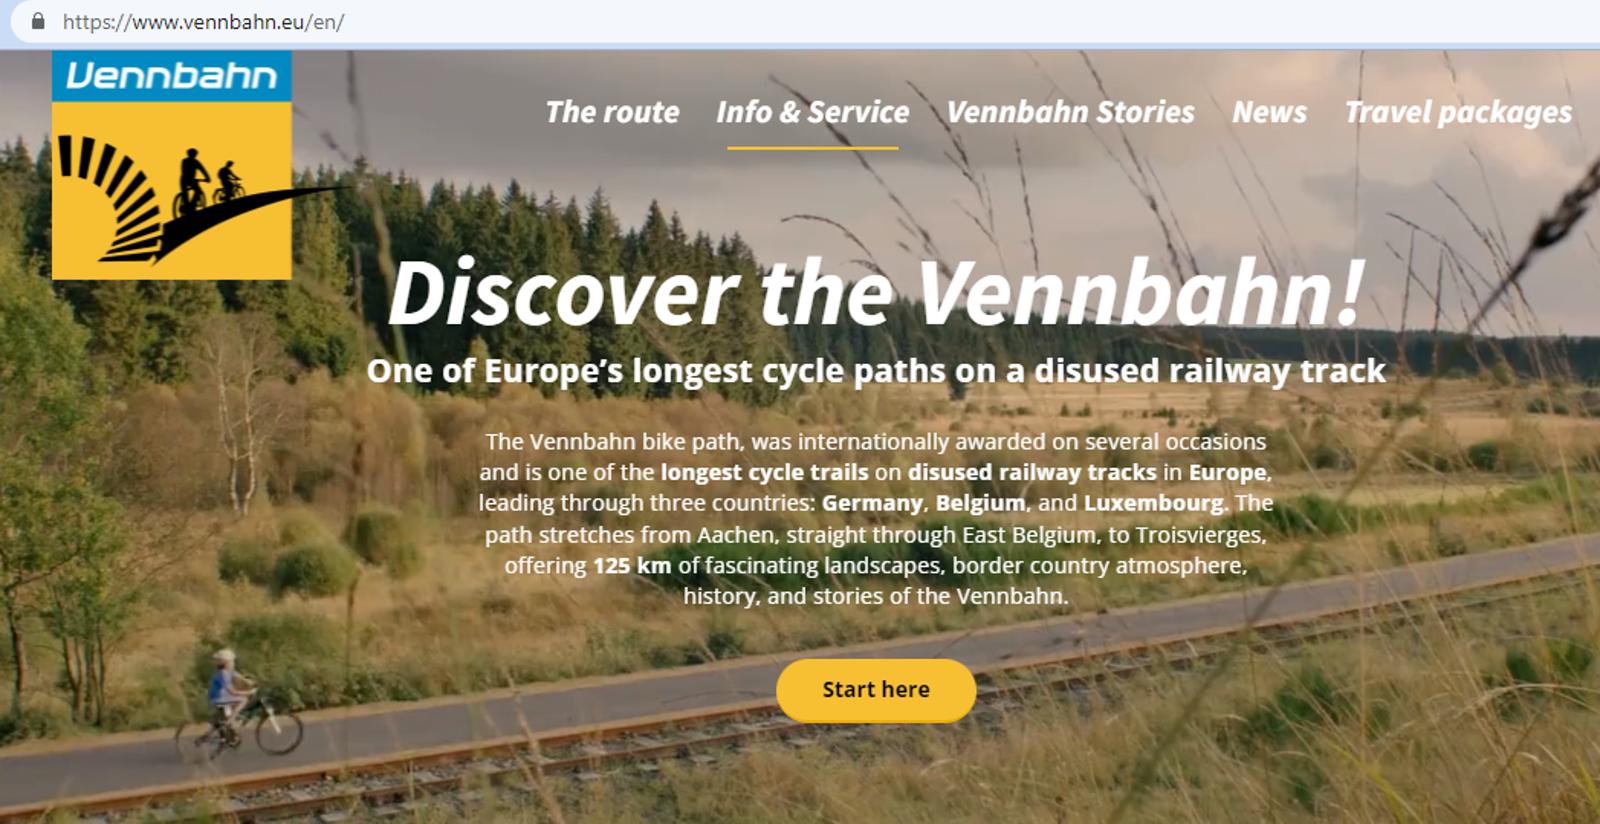 https://www.vennbahn.eu/en/
Vennbahn
The route Info & Service Vennbahn Stories News Travel packages
Discover the Vennbahn!
One of Europe’s longest cycle paths on a disused railway track
The Vennbahn bike path, was internationally awarded on several occasions
and is one of the longest cycle trails on disused railway tracks in Europe,
leading through three countries: Germany, Belgium, and Luxembourg. The
path stretches from Aachen, straight through East Belgium, to Troisvierges,
offering 125 km of fascinating landscapes, border country atmosphere,
history, and stories of the Vennbahn.
Start here